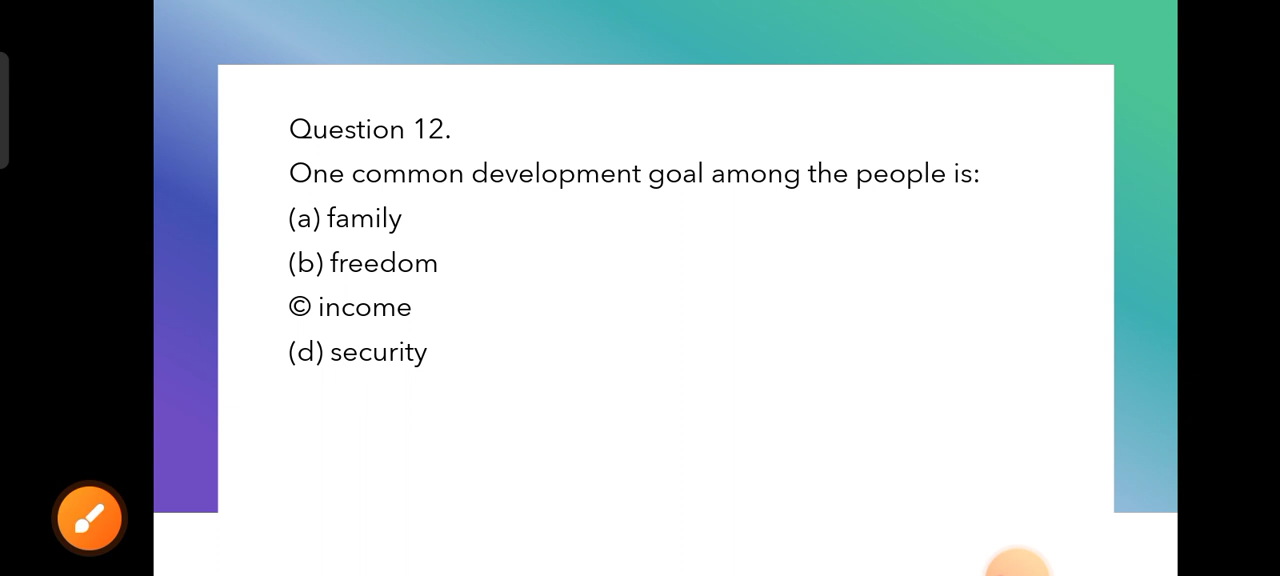 Question 12.
One common development goal among the people is:
(a) family
(b) freedom
© income
(d) security